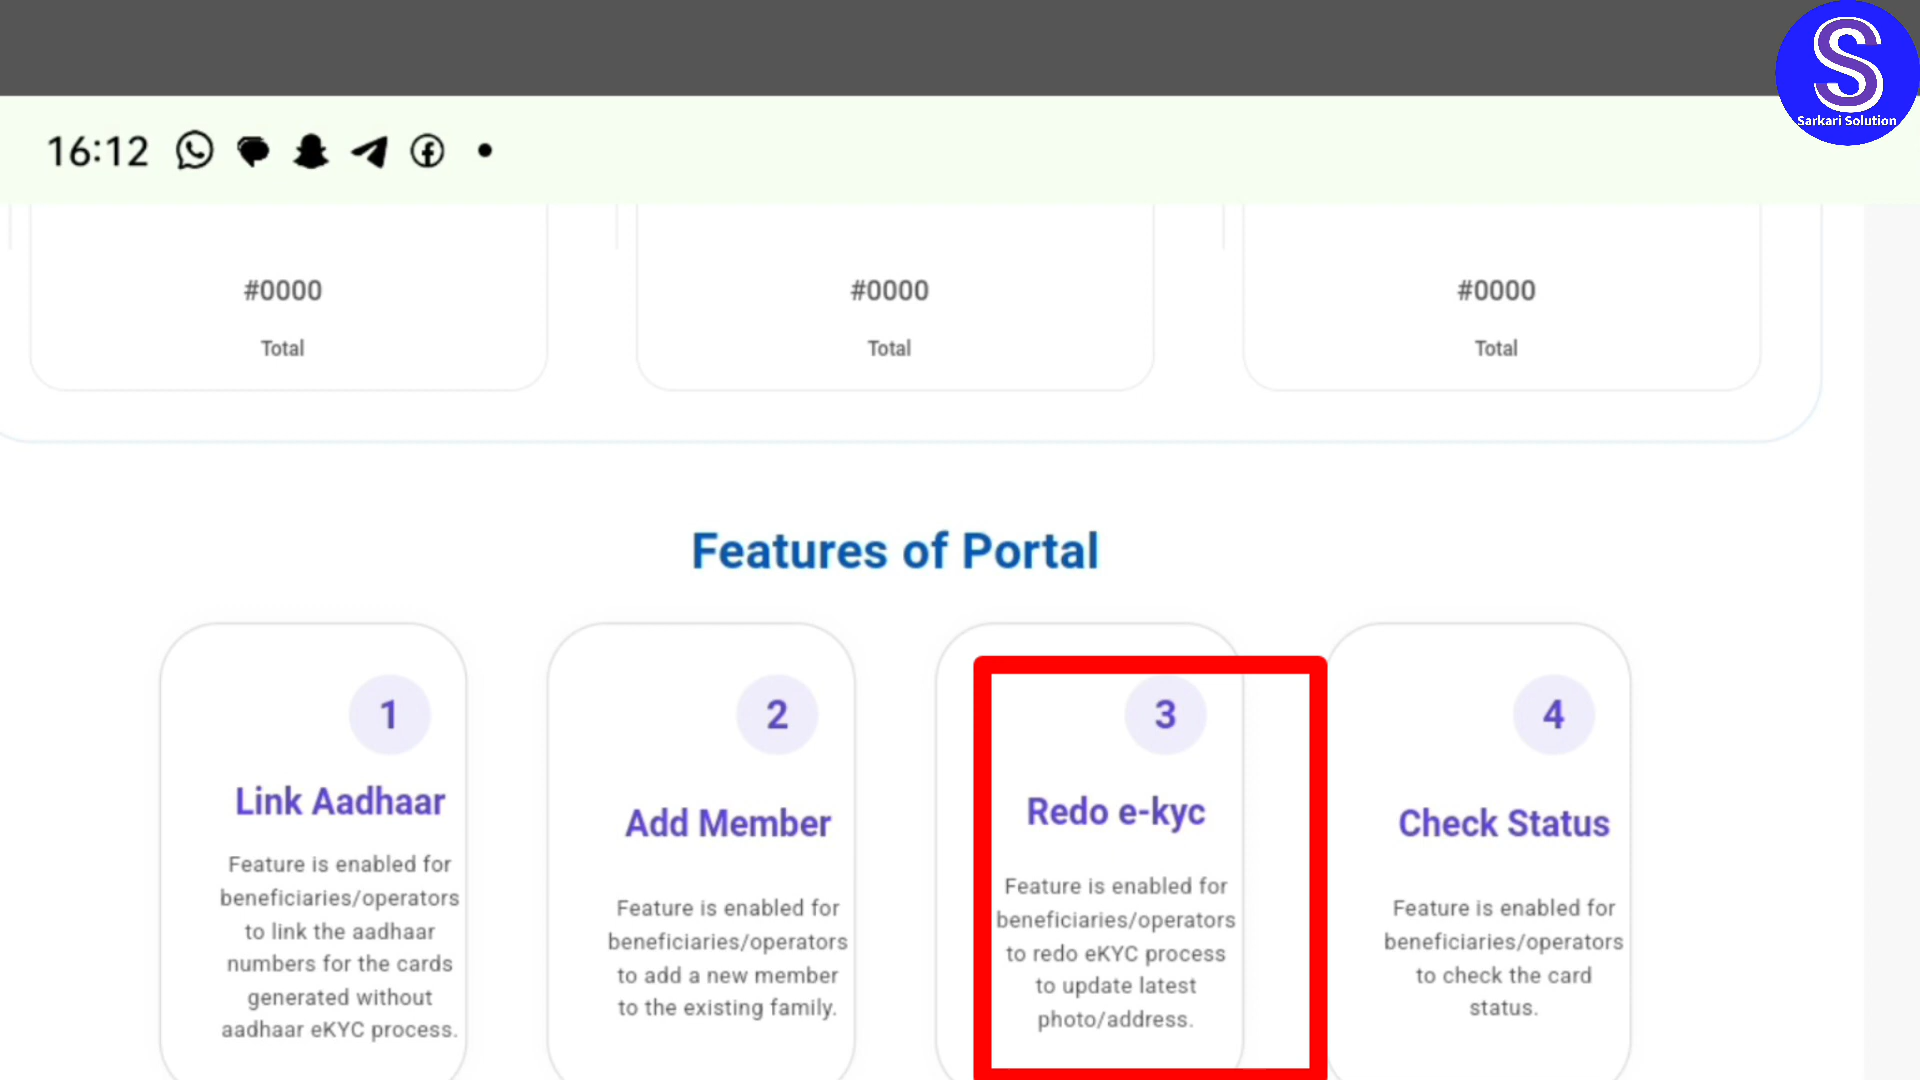 S
Sarkari Solution
16:12
#0000
Total
#0000
Total
#0000
Total
Features of Portal
1
Link Aadhaar
Feature is enabled for
beneficiaries/operators
to link the aadhaar
numbers for the cards
generated without
aadhaar eKYC process.
2
Add Member
Feature is enabled for
beneficiaries/operators
to add a new member
to the existing family.
3
Redo e-kyc
Feature is enabled for
beneficiaries/operators
to redo eKYC process
to update latest
photo/address.
4
Check Status
Feature is enabled for
beneficiaries/operators
to check the card
status.